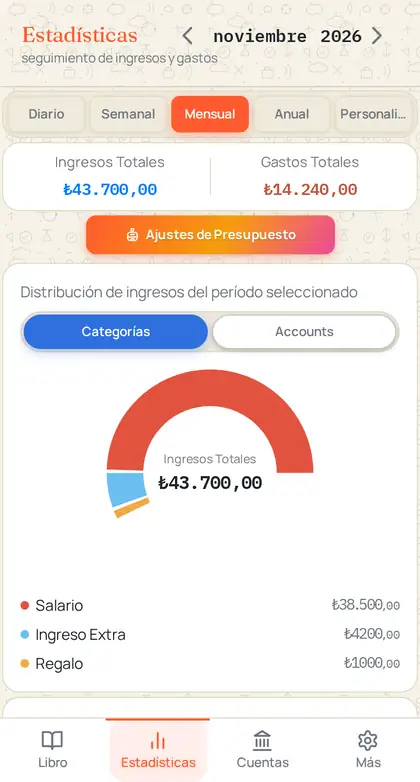 Estadísticas
noviembre 2026
seguimiento de ingresos y gastos
Diario Semanal Mensual Anual Personali...
Ingresos Totales Gastos Totales
₺43.700,00 ₺14.240,00
Ajustes de Presupuesto
Distribución de ingresos del período seleccionado
Categorías Accounts
Ingresos Totales
₺43.700,00
Salario ₺38.500,00
Ingreso Extra ₺4200,00
Regalo ₺1000,00
Libro Estadísticas Cuentas Más